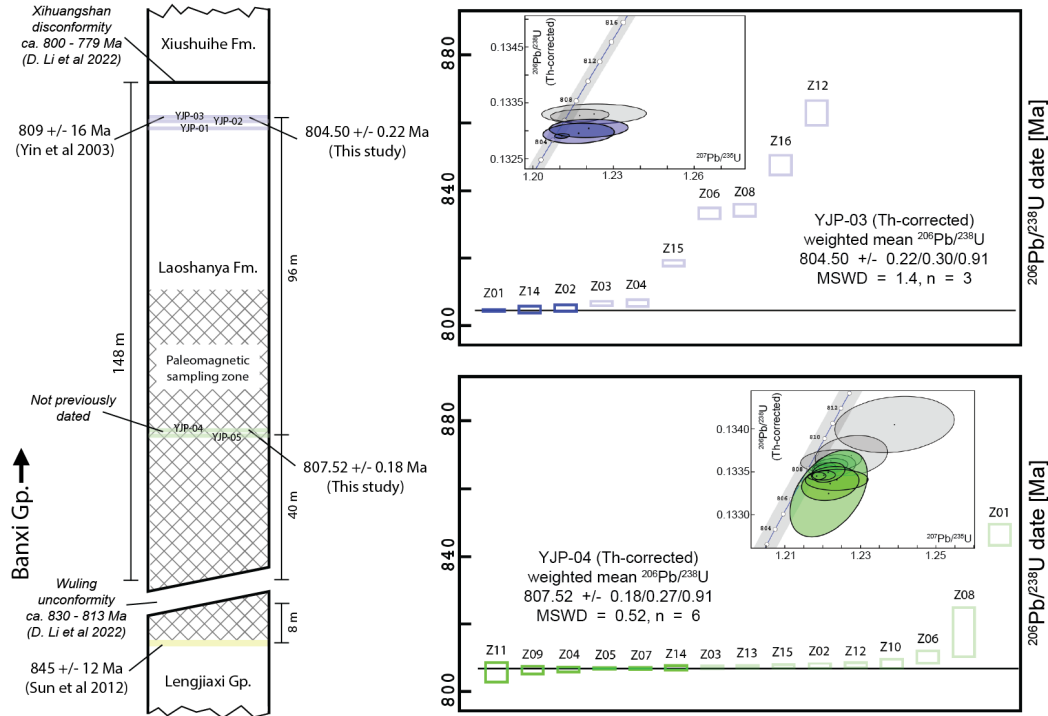 Xihuangshan
disconformity
ca. 800 - 779 Ma
(D. Li et al 2022)
Xiushuihe Fm.
YJP-03
YJP-02
YJP-01
809 +/- 16 Ma
(Yin et al 2003)
804.50 +/- 0.22 Ma
(This study)
Laoshanya Fm.
96 m
148 m
Paleomagnetic
sampling zone
Not previously
dated
YJP-04
YJP-05
807.52 +/- 0.18 Ma
(This study)
40 m
Banxi Gp.
Wuling
unconformity
ca. 830 - 813 Ma
(D. Li et al 2022)
8 m
845 +/- 12 Ma
(Sun et al 2012)
Lengjiaxi Gp.
880
840
800
206Pb/238U date [Ma]
0.1345
0.1335
0.1325
206Pb/238U
(Th-corrected)
816
812
808
804
207Pb/235U
1.20
1.23
1.26
Z12
Z16
Z06
Z08
Z15
Z01
Z14
Z02
Z03
Z04
YJP-03 (Th-corrected)
weighted mean 206Pb/238U
804.50 +/- 0.22/0.30/0.91
MSWD = 1.4, n = 3
880
840
800
206Pb/238U date [Ma]
0.1340
0.1335
0.1330
206Pb/238U
(Th-corrected)
812
810
808
806
804
207Pb/235U
1.21
1.23
1.25
YJP-04 (Th-corrected)
weighted mean 206Pb/238U
807.52 +/- 0.18/0.27/0.91
MSWD = 0.52, n = 6
Z01
Z08
Z11
Z09
Z04
Z05
Z07
Z14
Z03
Z13
Z15
Z02
Z12
Z10
Z06